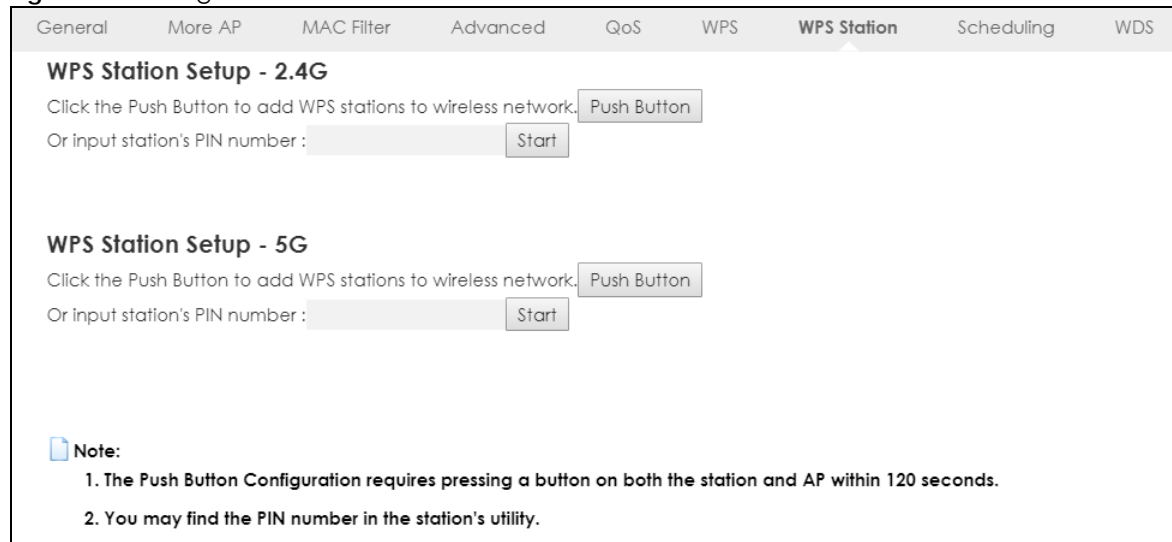 General More AP MAC Filter Advanced QoS WPS WPS Station Scheduling WDS
WPS Station Setup - 2.4G
Click the Push Button to add WPS stations to wireless network. Push Button
Or input station's PIN number : Start
WPS Station Setup - 5G
Click the Push Button to add WPS stations to wireless network. Push Button
Or input station's PIN number : Start
Note:
1. The Push Button Configuration requires pressing a button on both the station and AP within 120 seconds.
2. You may find the PIN number in the station's utility.